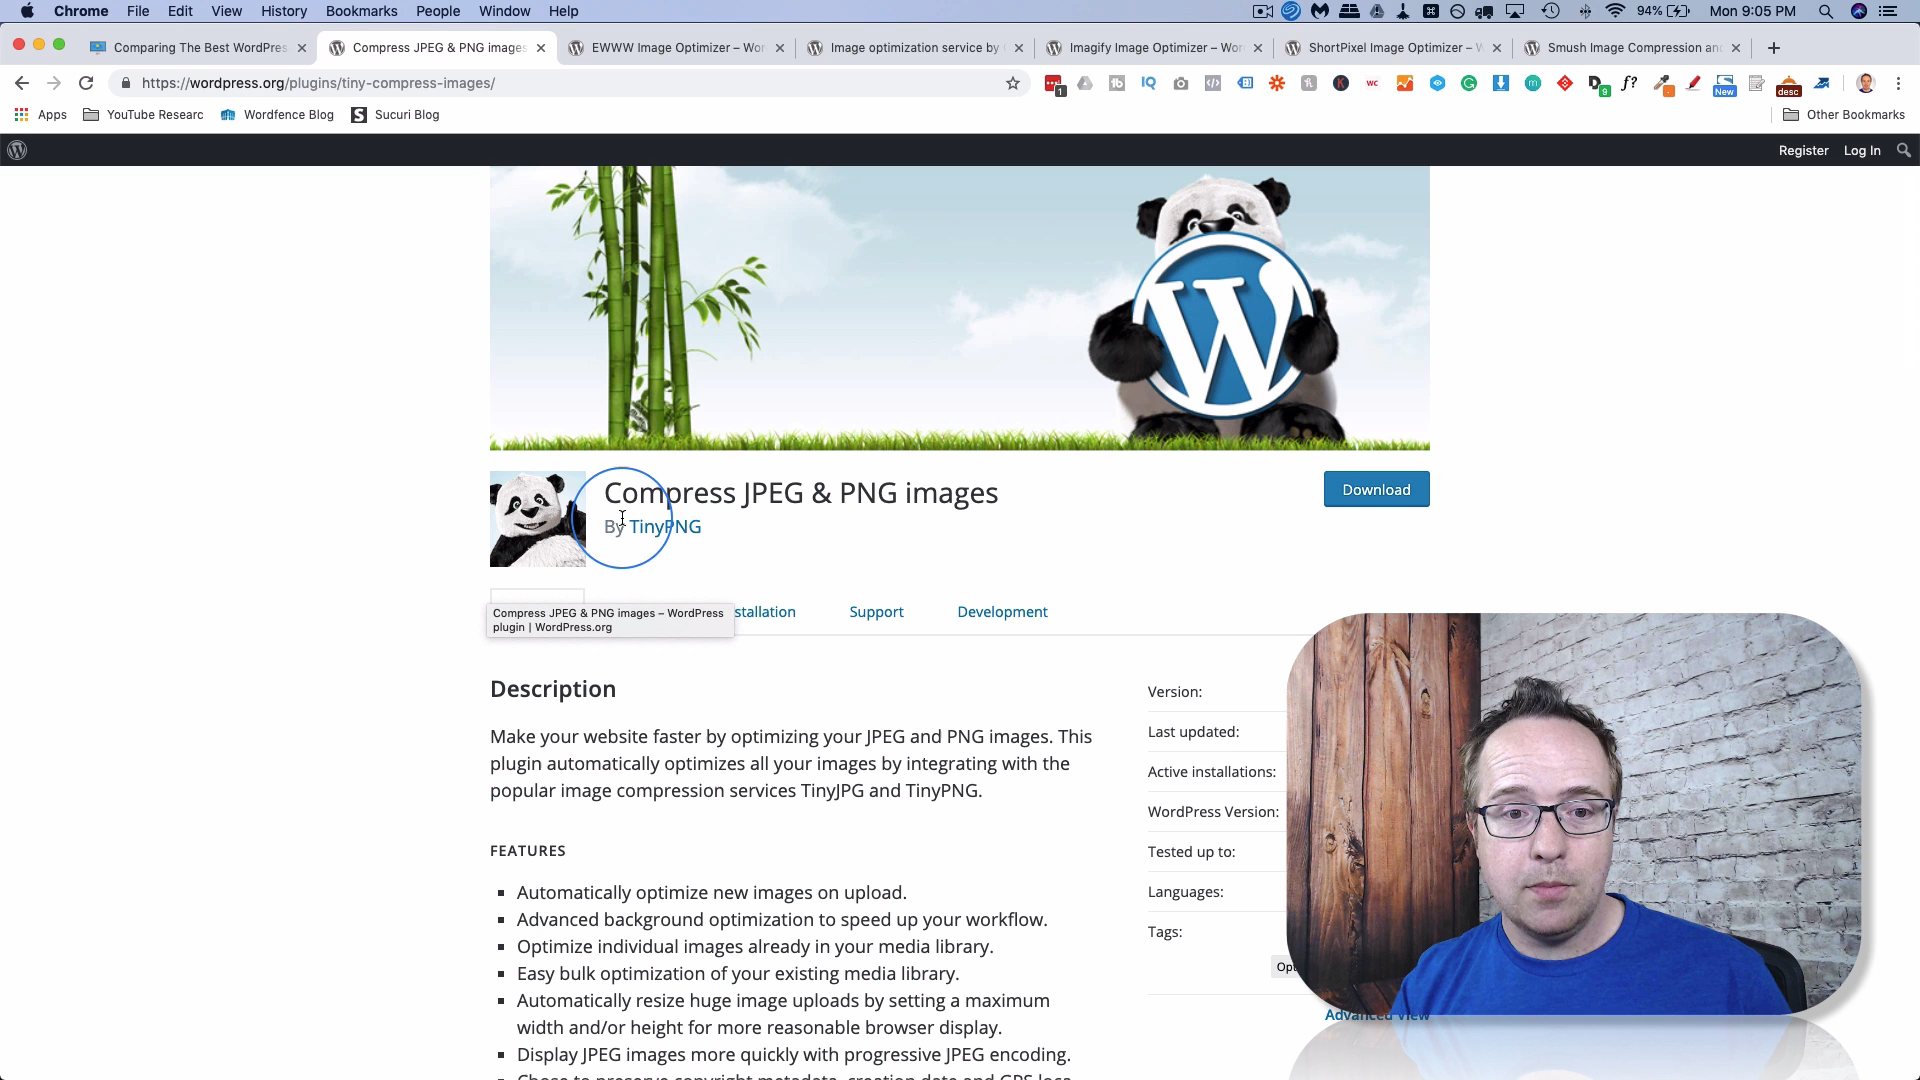 Chrome File Edit View History Bookmarks People Window Help 94% Mon 9:05 PM
Comparing The Best WordPres
Compress JPEG & PNG images
EWWW Image Optimizer – Wor
Image optimization service by
Imagify Image Optimizer – Wor
ShortPixel Image Optimizer – W
Smush Image Compression an
https://wordpress.org/plugins/tiny-compress-images/
Apps YouTube Researc Wordfence Blog Sucuri Blog Other Bookmarks
Register Log In
Compress JPEG & PNG images
By TinyPNG
Download
Compress JPEG & PNG images – WordPress
plugin | WordPress.org
stallation Support Development
Description
Make your website faster by optimizing your JPEG and PNG images. This
plugin automatically optimizes all your images by integrating with the
popular image compression services TinyJPG and TinyPNG.
FEATURES
Automatically optimize new images on upload.
Advanced background optimization to speed up your workflow.
Optimize individual images already in your media library.
Easy bulk optimization of your existing media library.
Automatically resize huge image uploads by setting a maximum
width and/or height for more reasonable browser display.
Display JPEG images more quickly with progressive JPEG encoding.
Version:
Last updated:
Active installations:
WordPress Version:
Tested up to:
Languages:
Tags:
Advanced View